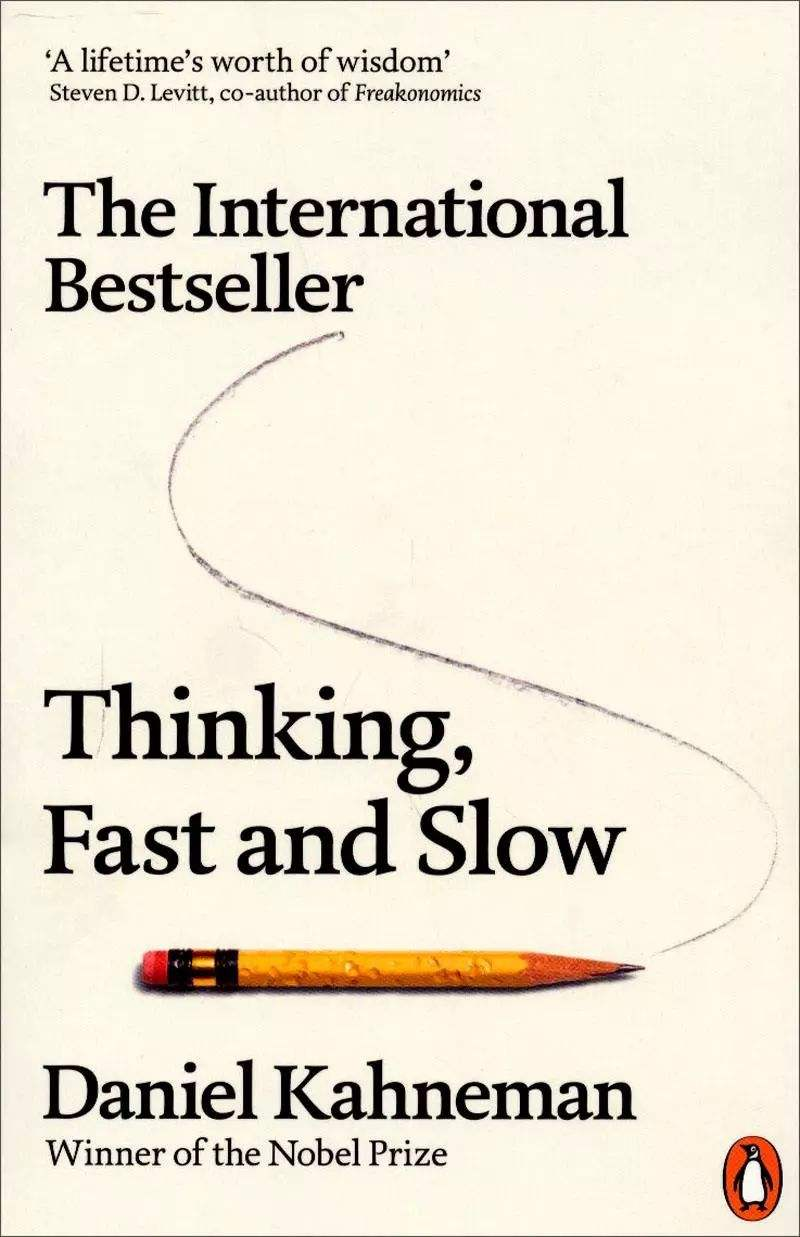 ‘A lifetime’s worth of wisdom’
Steven D. Levitt, co-author of Freakonomics
The International
Bestseller
Thinking,
Fast and Slow
Daniel Kahneman
Winner of the Nobel Prize